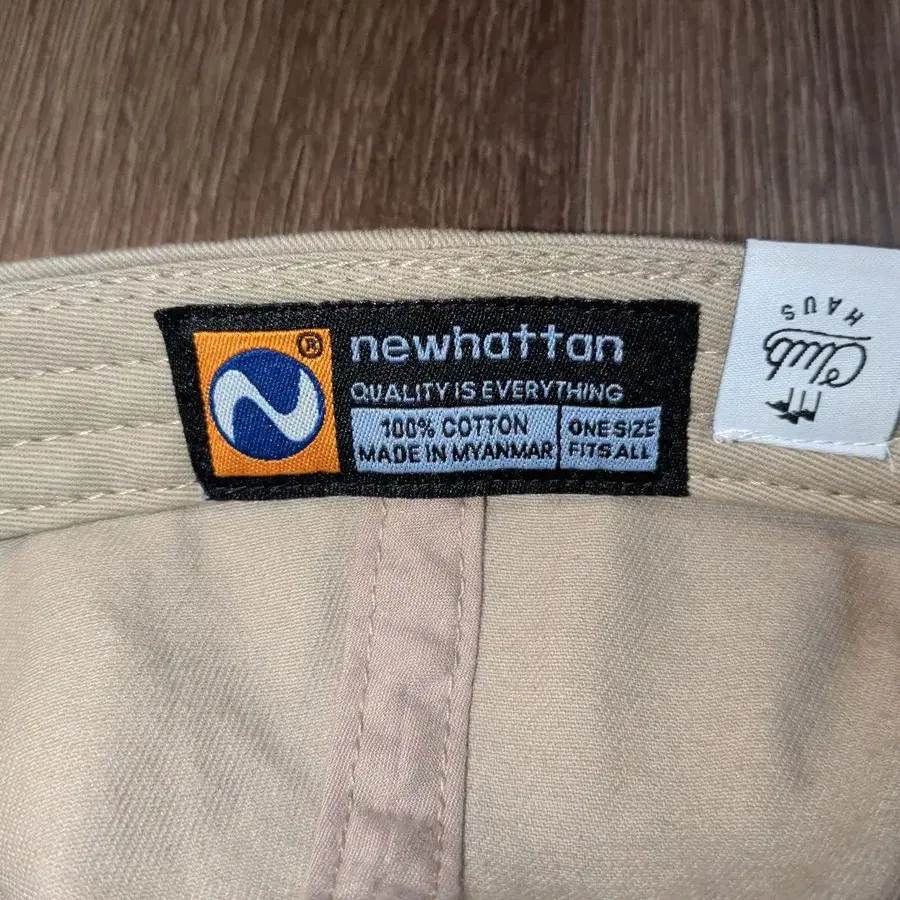 ®
newhattan
QUALITY IS EVERYTHING
100% COTTON
MADE IN MYANMAR
ONE SIZE
FITS ALL
Club
HAUS